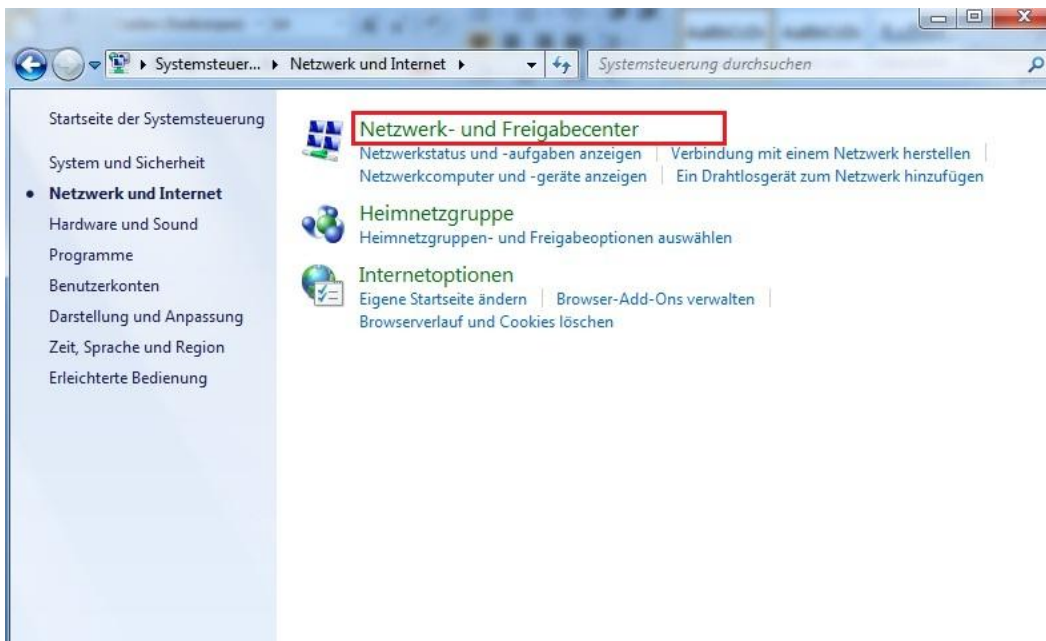 Systemsteuer... Netzwerk und Internet Systemsteuerung durchsuchen
Startseite der Systemsteuerung
System und Sicherheit
Netzwerk und Internet
Hardware und Sound
Programme
Benutzerkonten
Darstellung und Anpassung
Zeit, Sprache und Region
Erleichterte Bedienung
Netzwerk- und Freigabecenter
Netzwerkstatus und -aufgaben anzeigen Verbindung mit einem Netzwerk herstellen
Netzwerkcomputer und -geräte anzeigen Ein Drahtlosgerät zum Netzwerk hinzufügen
Heimnetzgruppe
Heimnetzgruppen- und Freigabeoptionen auswählen
Internetoptionen
Eigene Startseite ändern Browser-Add-Ons verwalten
Browserverlauf und Cookies löschen